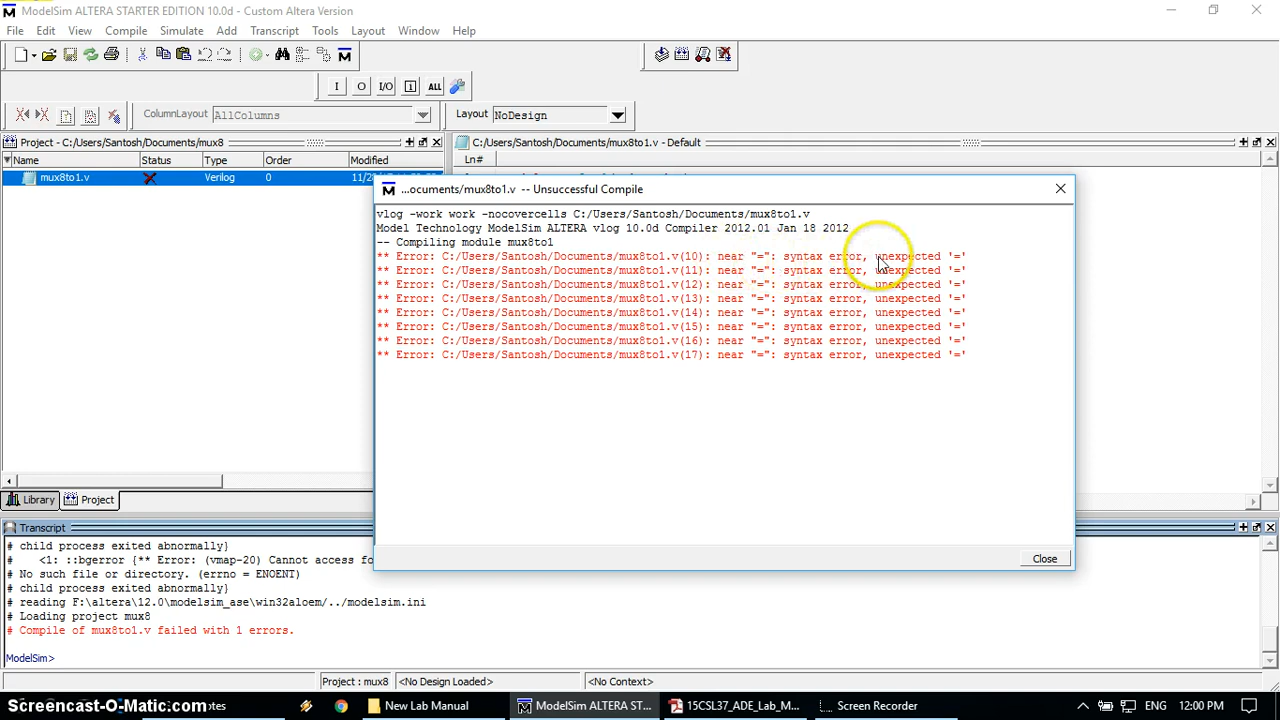 ModelSim ALTERA STARTER EDITION 10.0d - Custom Altera Version
File Edit View Compile Simulate Add Transcript Tools Layout Window Help
ColumnLayout AllColumns Layout NoDesign
Project - C:/Users/Santosh/Documents/mux8
C:/Users/Santosh/Documents/mux8to1.v - Default
Name Status Type Order Modified
Ln#
mux8to1.v Verilog 0
...ocuments/mux8to1.v -- Unsuccessful Compile
vlog -work work -nocovercells C:/Users/Santosh/Documents/mux8to1.v
Model Technology ModelSim ALTERA vlog 10.0d Compiler 2012.01 Jan 18 2012
-- Compiling module mux8to1
** Error: C:/Users/Santosh/Documents/mux8to1.v(10): near "=": syntax error, unexpected '='
** Error: C:/Users/Santosh/Documents/mux8to1.v(11): near "=": syntax error, unexpected '='
** Error: C:/Users/Santosh/Documents/mux8to1.v(12): near "=": syntax error, unexpected '='
** Error: C:/Users/Santosh/Documents/mux8to1.v(13): near "=": syntax error, unexpected '='
** Error: C:/Users/Santosh/Documents/mux8to1.v(14): near "=": syntax error, unexpected '='
** Error: C:/Users/Santosh/Documents/mux8to1.v(15): near "=": syntax error, unexpected '='
** Error: C:/Users/Santosh/Documents/mux8to1.v(16): near "=": syntax error, unexpected '='
** Error: C:/Users/Santosh/Documents/mux8to1.v(17): near "=": syntax error, unexpected '='
Close
Library Project
Transcript
# child process exited abnormally}
# <1: ::bgerror {** Error: (vmap-20) Cannot access
# No such file or directory. (errno = ENOENT)
# child process exited abnormally}
# reading F:\altera\12.0\modelsim_ase\win32aloem/../modelsim.ini
# Loading project mux8
# Compile of mux8to1.v failed with 1 errors.
ModelSim>
Project : mux8 <No Design Loaded> <No Context>
Screencast-O-Matic.com
New Lab Manual
ModelSim ALTERA ST...
15CSL37_ADE_Lab_M...
Screen Recorder
ENG 12:00 PM